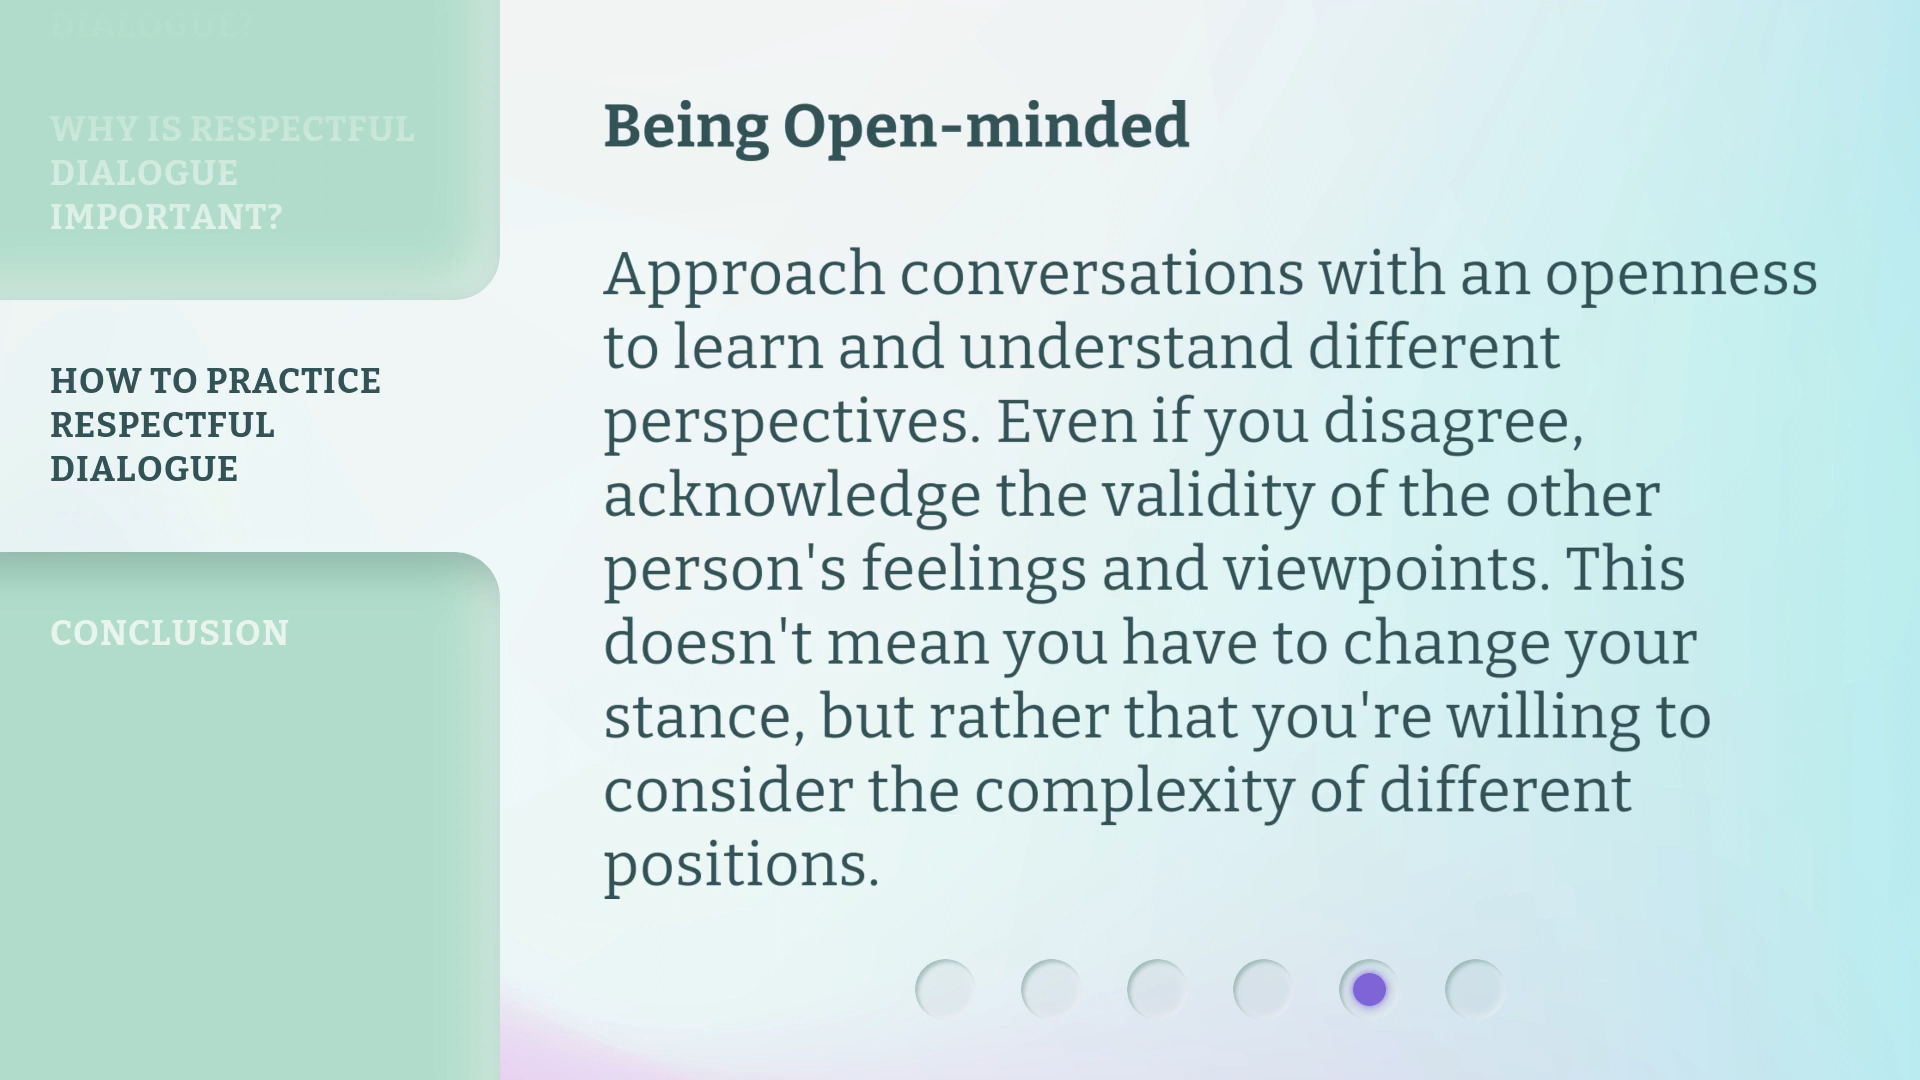 DIALOGUE?
WHY IS RESPECTFUL
DIALOGUE
IMPORTANT?
HOW TO PRACTICE
RESPECTFUL
DIALOGUE
CONCLUSION
Being Open-minded
Approach conversations with an openness
to learn and understand different
perspectives. Even if you disagree,
acknowledge the validity of the other
person's feelings and viewpoints. This
doesn't mean you have to change your
stance, but rather that you're willing to
consider the complexity of different
positions.